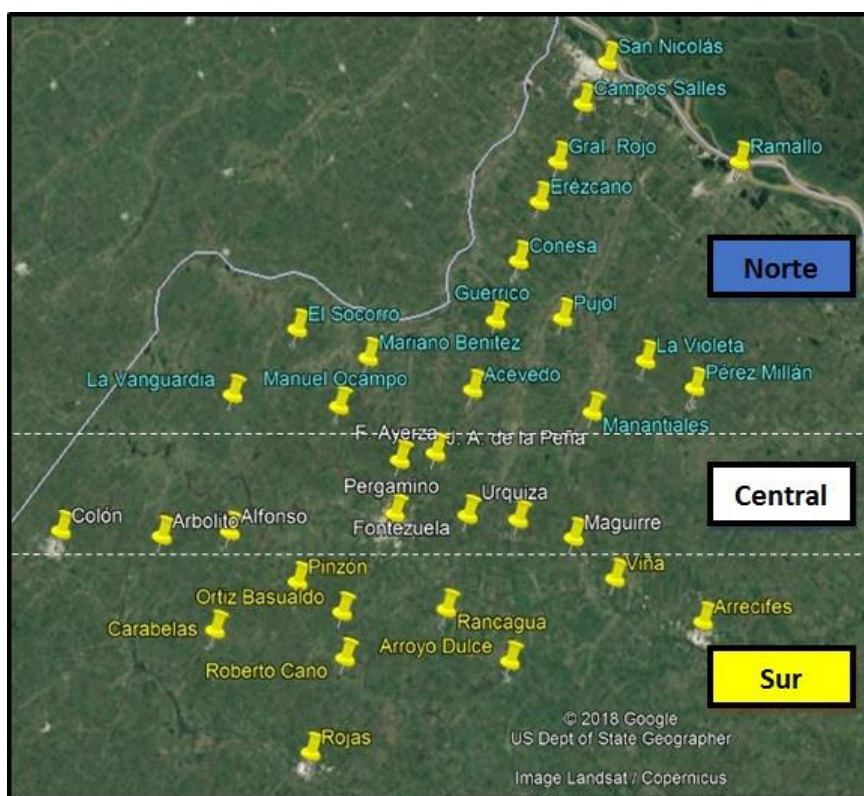 San Nicolás
Campos Salles
Gral. Rojo
Ramallo
Erézcano
Conesa
Norte
Guerrico
Pujol
El Socorro
Mariano Benitez
La Violeta
La Vanguardia
Manuel Ocampo
Acevedo
Pérez Millán
Manantiales
F. Ayerza
J. A. de la Peña
Pergamino
Urquiza
Central
Colón
Arbolito
Alfonso
Fontezuela
Maguirre
Pinzón
Viña
Ortiz Basualdo
Carabelas
Rancagua
Arrecifes
Roberto Cano
Arroyo Dulce
Sur
Rojas
© 2018 Google
US Dept of State Geographer
Image Landsat / Copernicus